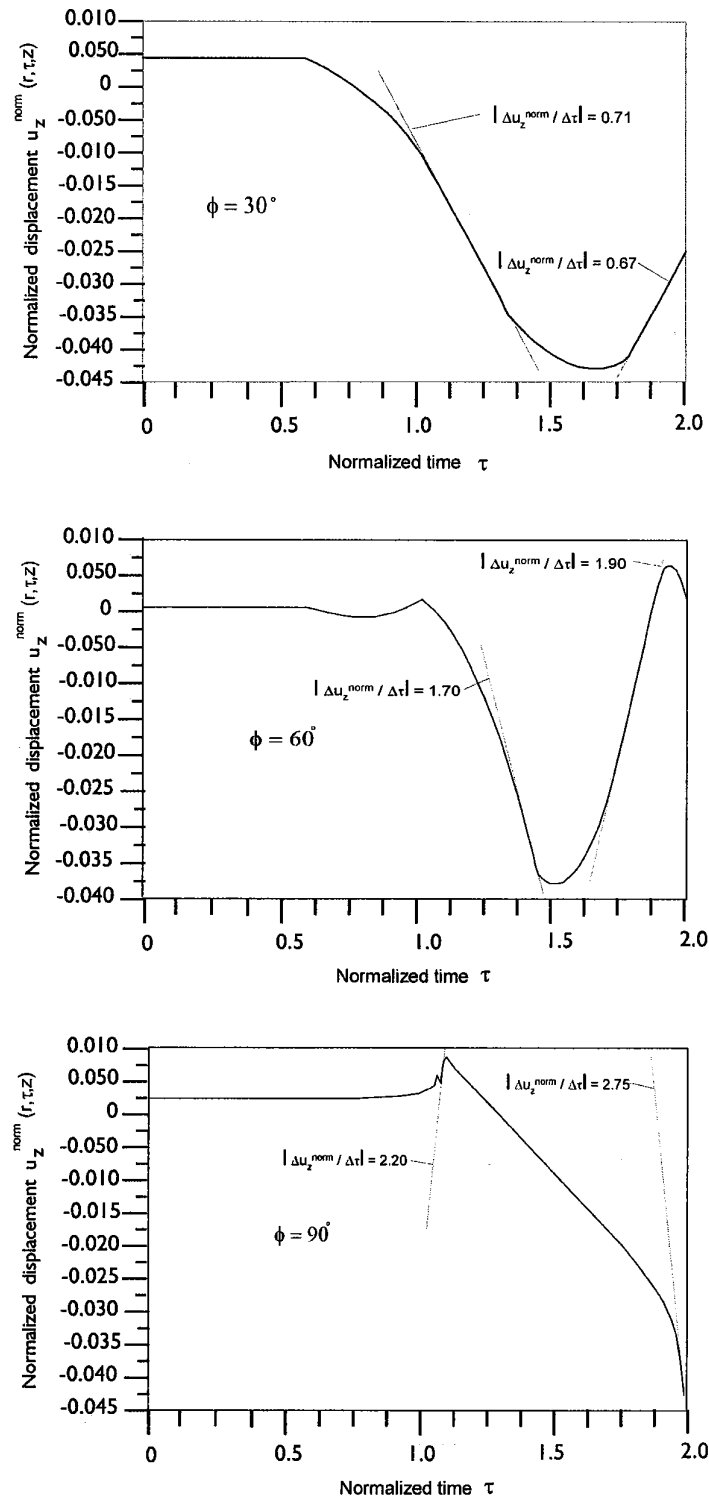 Normalized displacement u_z^norm (r,τ,z)
0.050
0
-0.050
-0.010
-0.015
-0.020
-0.025
-0.030
-0.035
-0.040
-0.045
| Δu_z^norm / Δτ| = 0.71
ϕ = 30°
| Δu_z^norm / Δτ| = 0.67
0 0.5 1.0 1.5 2.0
Normalized time τ
Normalized displacement u_z^norm (r,τ,z)
0.010
0.050
0
-0.050
-0.010
-0.015
-0.020
-0.025
-0.030
-0.035
-0.040
| Δu_z^norm / Δτ| = 1.90
| Δu_z^norm / Δτ| = 1.70
ϕ = 60°
0 0.5 1.0 1.5 2.0
Normalized time τ
Normalized displacement u_z^norm (r,τ,z)
0.010
0.050
0
-0.050
-0.010
-0.015
-0.020
-0.025
-0.030
-0.035
-0.040
-0.045
| Δu_z^norm / Δτ| = 2.75
| Δu_z^norm / Δτ| = 2.20
ϕ = 90°
0 0.5 1.0 1.5 2.0
Normalized time τ